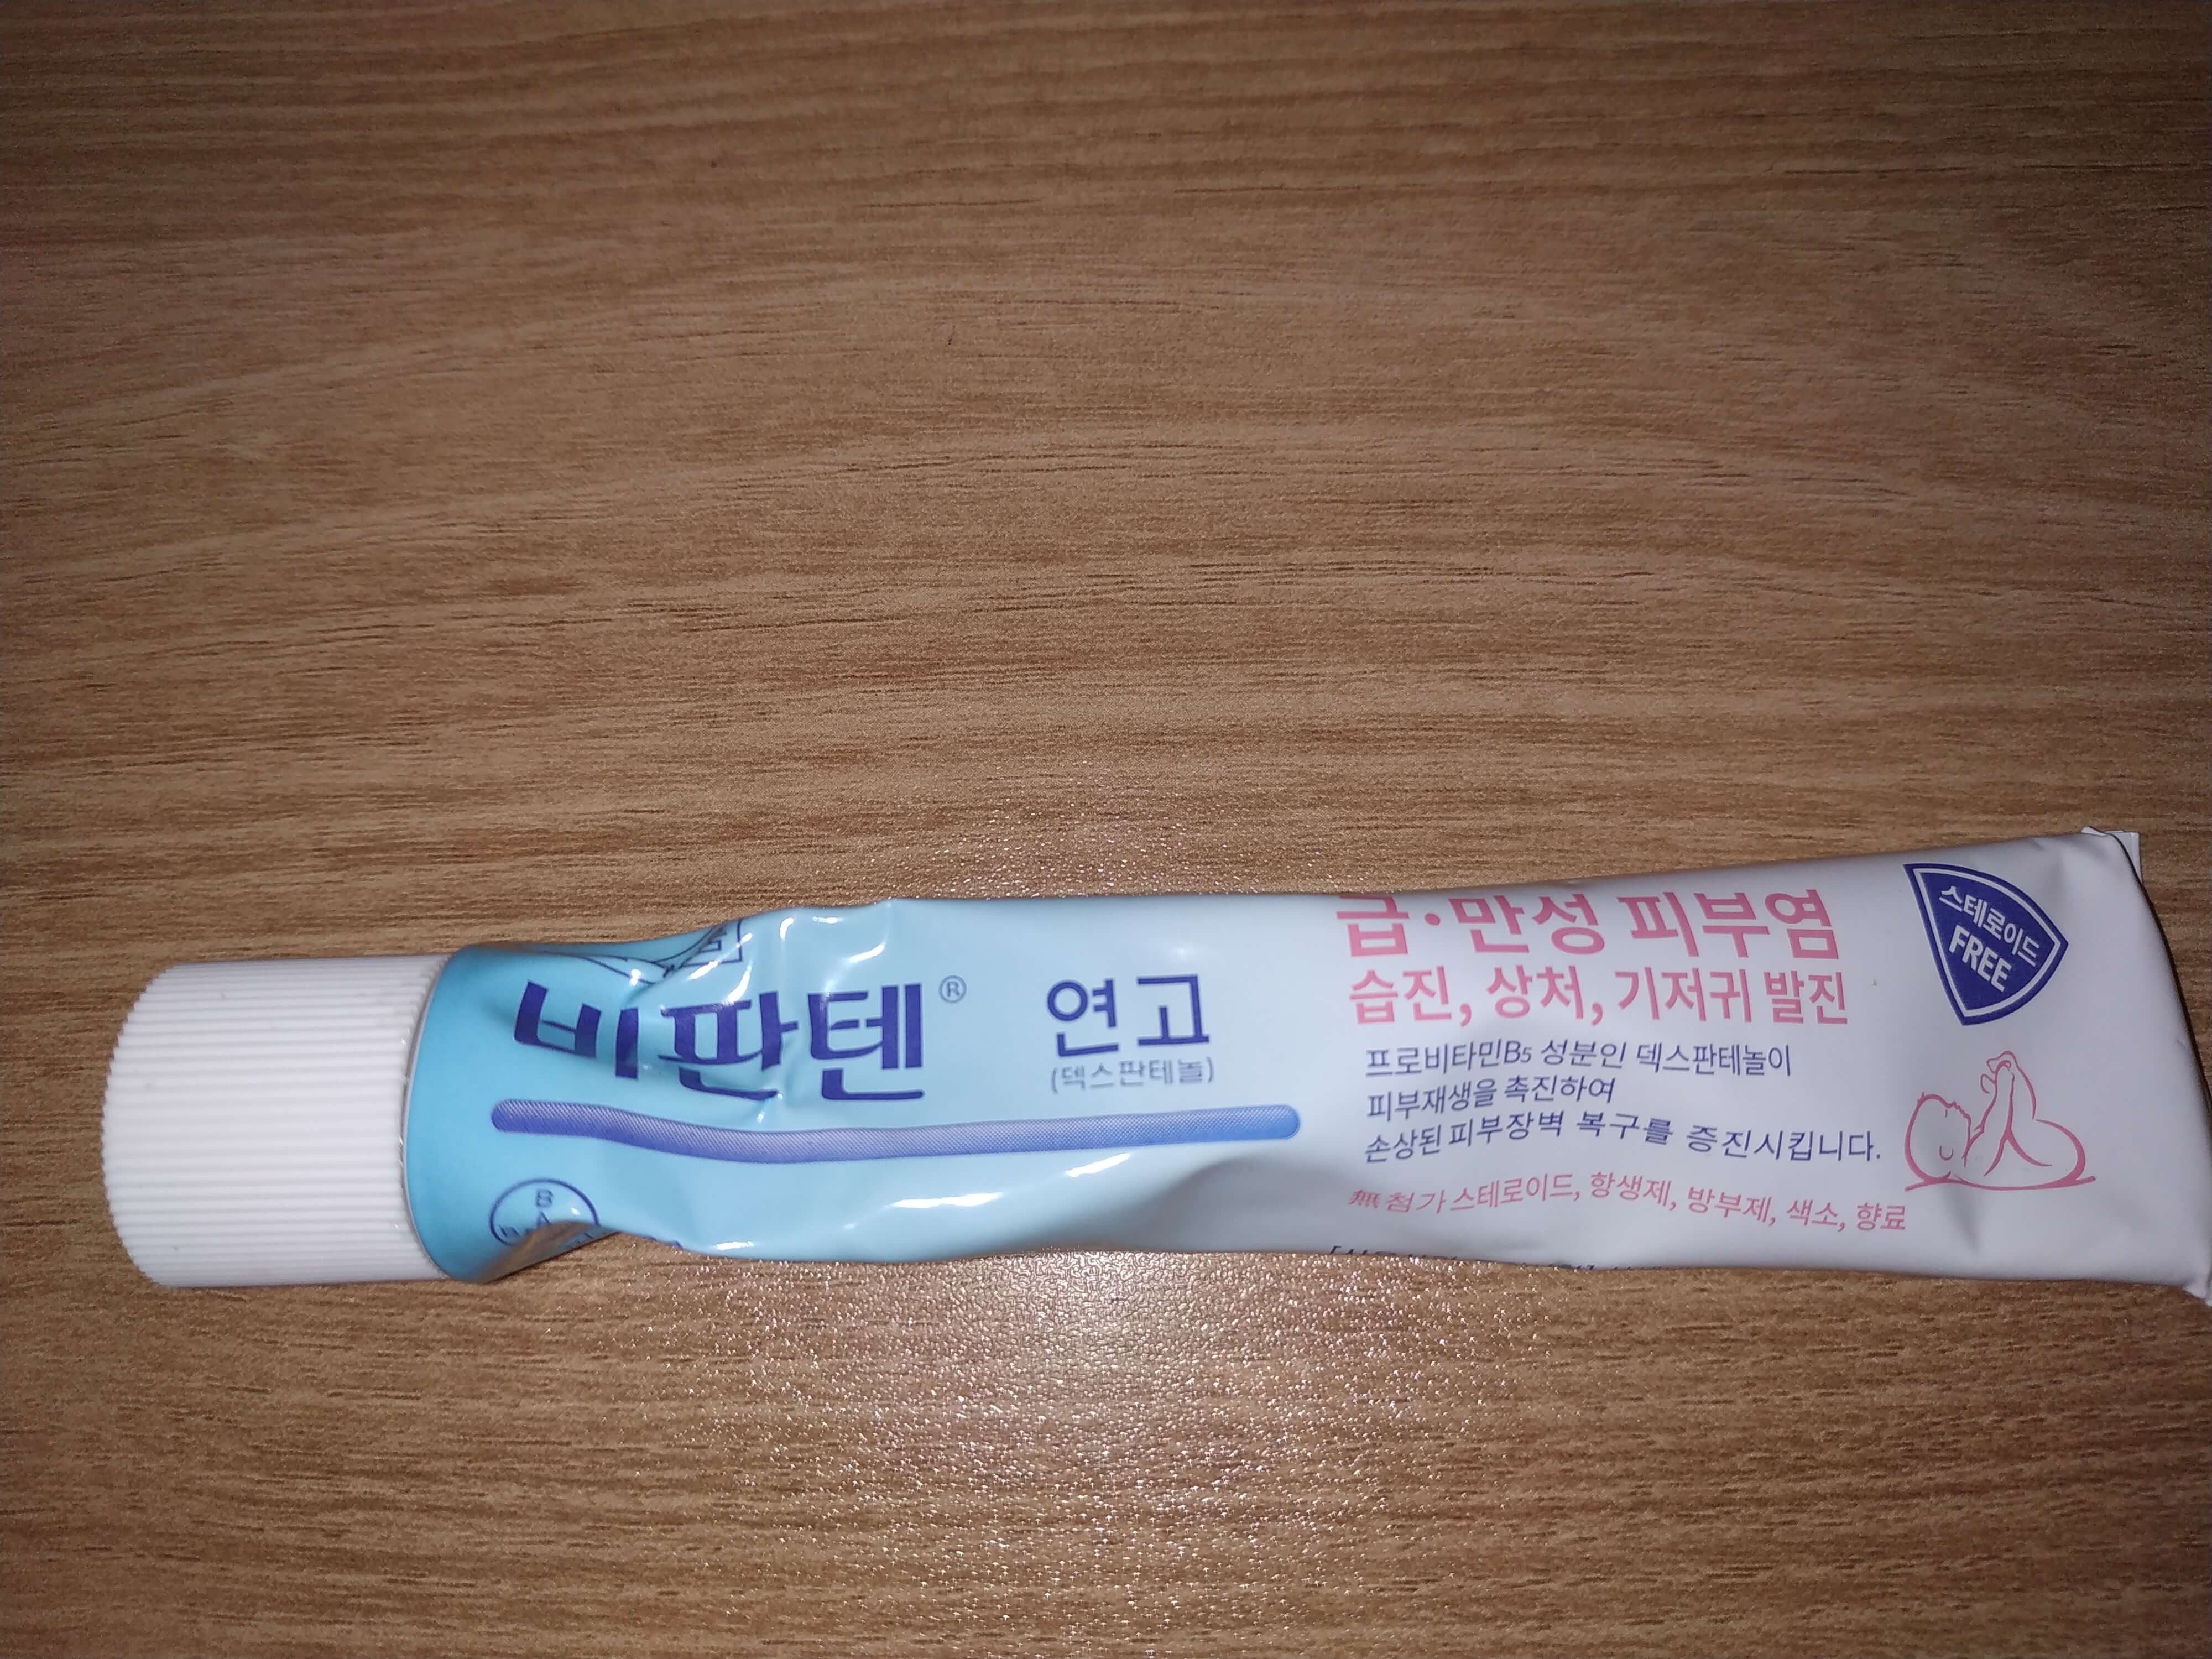 비판텐®
연고
(덱스판테놀)
급·만성 피부염
습진, 상처, 기저귀 발진
프로비타민B5 성분인 덱스판테놀이
피부재생을 촉진하여
손상된 피부장벽 복구를 증진시킵니다.
無첨가 스테로이드, 항생제, 방부제, 색소, 향료
스테로이드
FREE